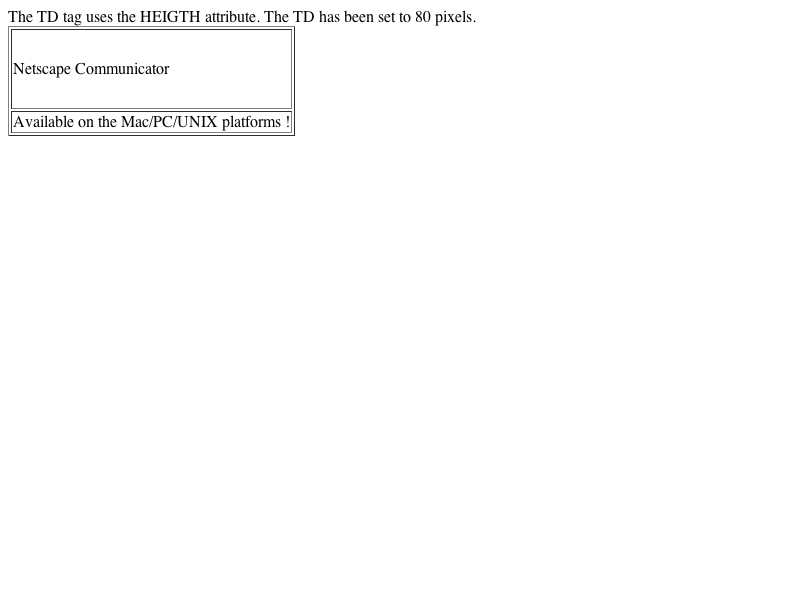 The TD tag uses the HEIGTH attribute. The TD has been set to 80 pixels.
Netscape Communicator
Available on the Mac/PC/UNIX platforms !